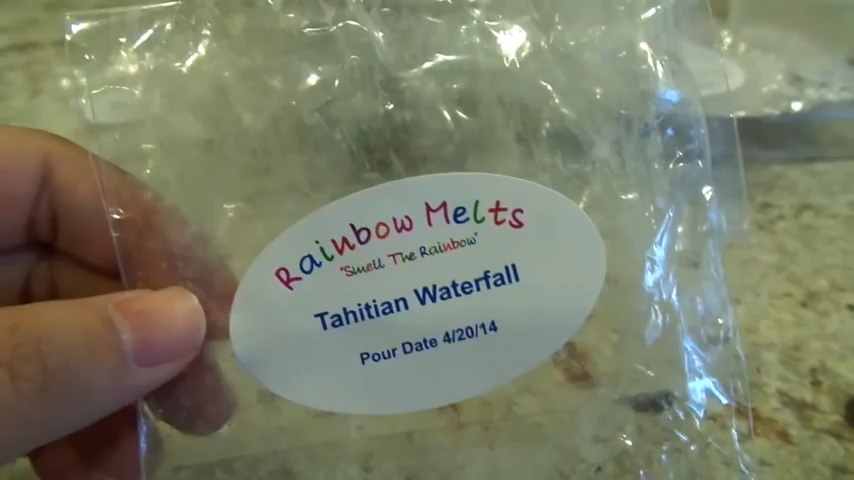 Rainbow Melts
"Smell The Rainbow"
Tahitian Waterfall
Pour Date 4/20/14